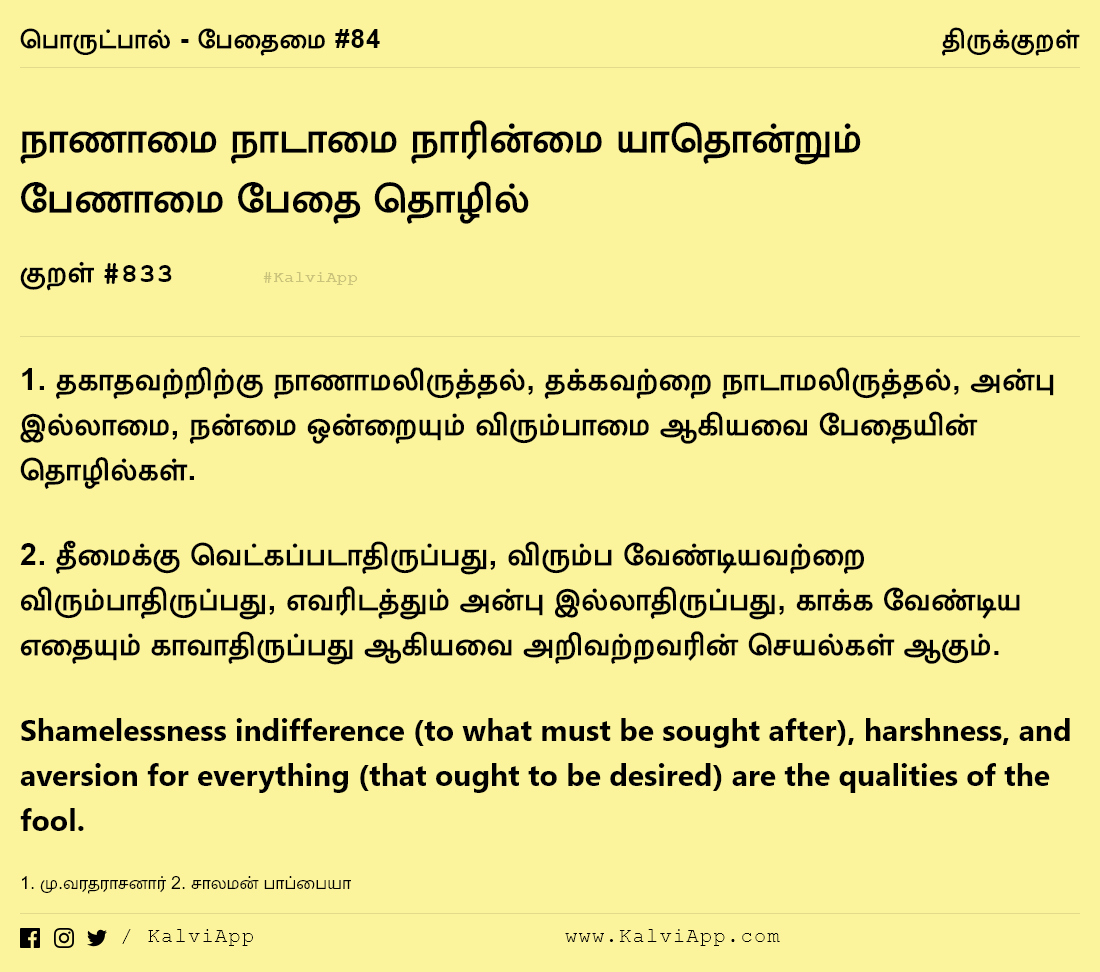 பொருட்பால் - பேதைமை #84
திருக்குறள்
நாணாமை நாடாமை நாரின்மை யாதொன்றும்
பேணாமை பேதை தொழில்
குறள் #833
#KalviApp
1. தகாதவற்றிற்கு நாணாமலிருத்தல், தக்கவற்றை நாடாமலிருத்தல், அன்பு
இல்லாமை, நன்மை ஒன்றையும் விரும்பாமை ஆகியவை பேதையின்
தொழில்கள்.
2. தீமைக்கு வெட்கப்படாதிருப்பது, விரும்ப வேண்டியவற்றை
விரும்பாதிருப்பது, எவரிடத்தும் அன்பு இல்லாதிருப்பது, காக்க வேண்டிய
எதையும் காவாதிருப்பது ஆகியவை அறிவற்றவரின் செயல்கள் ஆகும்.
Shamelessness indifference (to what must be sought after), harshness, and
aversion for everything (that ought to be desired) are the qualities of the
fool.
1. மு.வரதராசனார் 2. சாலமன் பாப்பையா
/ KalviApp
www.KalviApp.com